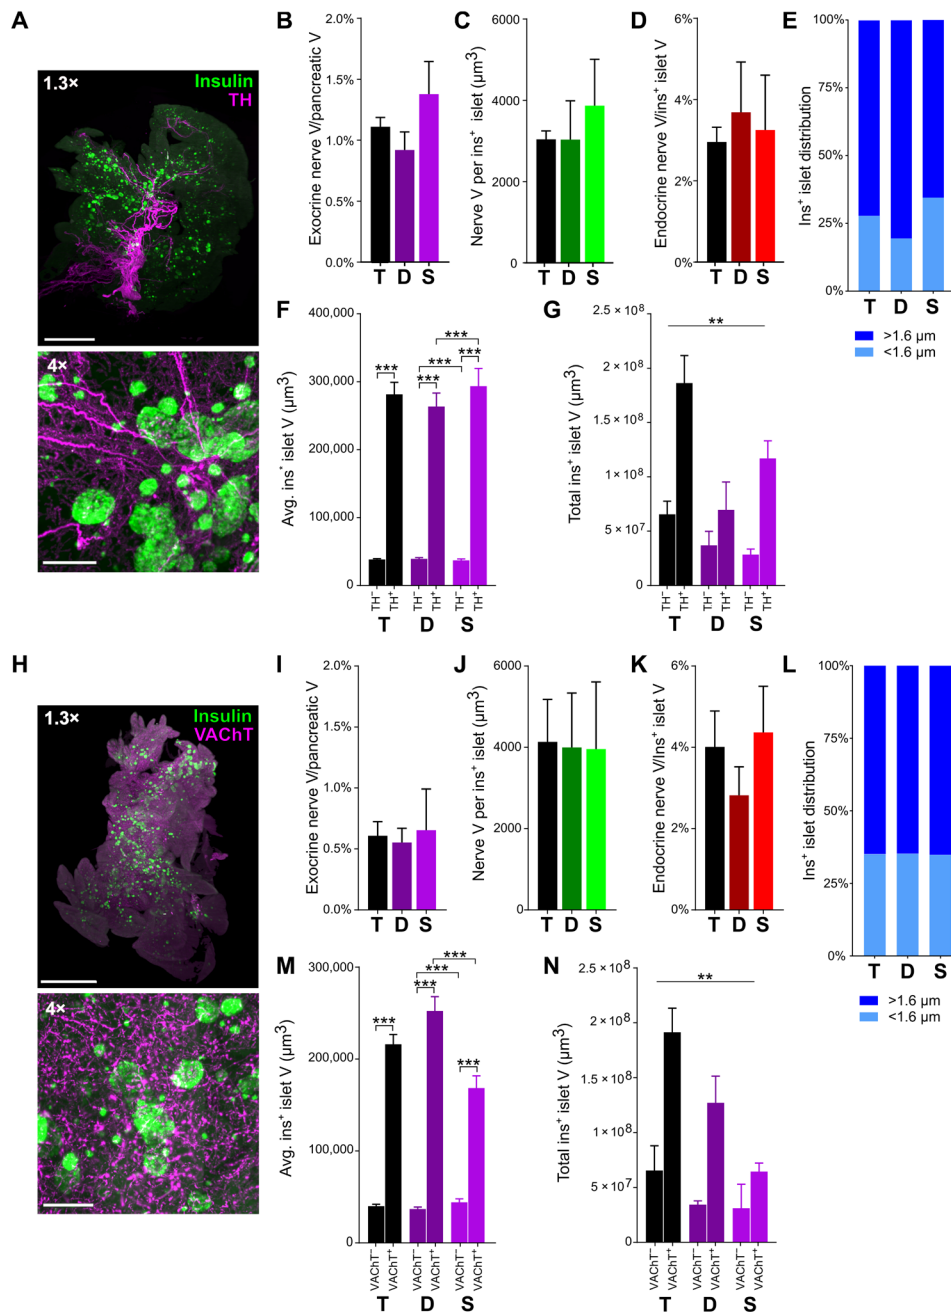 A
1.3×
Insulin
TH
4×
B
Exocrine nerve V/pancreatic V
2.0%
1.5%
1.0%
0.5%
0.0%
T D S
C
Nerve V per ins+ islet (µm3)
6000
4000
2000
0
T D S
D
Endocrine nerve V/Ins+ islet V
6%
4%
2%
0%
T D S
E
Ins+ islet distribution
100%
75%
50%
25%
0%
T D S
>1.6 µm
<1.6 µm
F
Avg. ins+ islet V (µm3)
400,000
300,000
200,000
100,000
0
*** *** *** *** ***
TH− TH+ TH− TH+ TH− TH+
T D S
G
Total ins+ islet V (µm3)
2.5 × 108
2 × 108
1.5 × 108
1 × 108
5 × 107
0
**
TH− TH+ TH− TH+ TH− TH+
T D S
H
1.3×
Insulin
VAChT
4×
I
Exocrine nerve V/pancreatic V
2.0%
1.5%
1.0%
0.5%
0.0%
T D S
J
Nerve V per ins+ islet (µm3)
6000
4000
2000
0
T D S
K
Endocrine nerve V/Ins+ islet V
6%
4%
2%
0%
T D S
L
Ins+ islet distribution
100%
75%
50%
25%
0%
T D S
>1.6 µm
<1.6 µm
M
Avg. ins+ islet V (µm3)
300,000
200,000
100,000
0
*** *** *** *** ***
VAChT− VAChT+ VAChT− VAChT+ VAChT− VAChT+
T D S
N
Total ins+ islet V (µm3)
2.5 × 108
2 × 108
1.5 × 108
1 × 108
5 × 107
0
**
VAChT− VAChT+ VAChT− VAChT+ VAChT− VAChT+
T D S